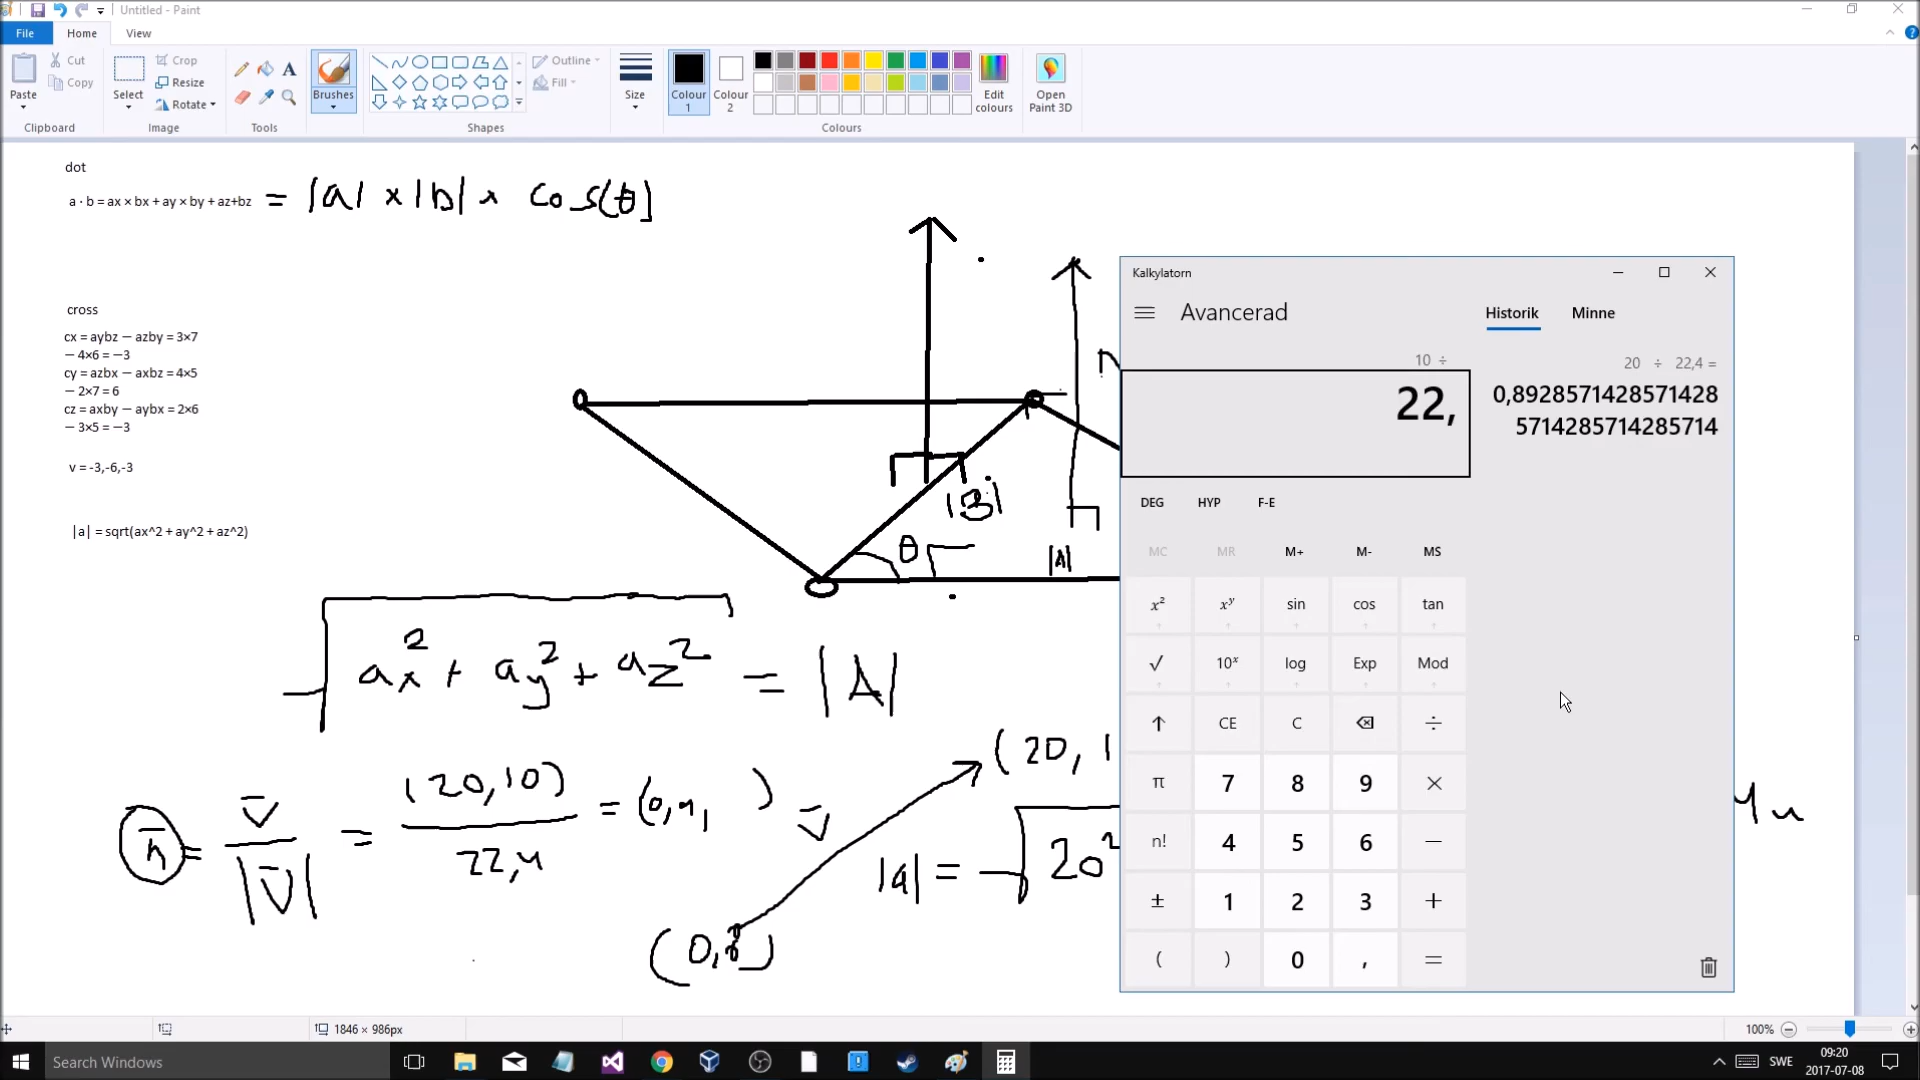 Untitled - Paint
File
Home
View
Paste
Cut
Copy
Clipboard
Select
Crop
Resize
Rotate
Image
A
Tools
Brushes
Outline
Fill
Shapes
Size
Colour
1
Colour
2
Edit
colours
Colours
Open
Paint 3D
dot
a · b = ax × bx + ay × by + az+bz = |a| × |b| × cos(θ)
cross
cx = aybz − azby = 3×7
− 4×6 = −3
cy = azbx − axbz = 4×5
− 2×7 = 6
cz = axby − aybx = 2×6
− 3×5 = −3
v = -3,-6,-3
|a| = sqrt(ax^2 + ay^2 + az^2)
|B|
θ
|A|
√ax² + ay² + az² = |A|
n̄ = v̄ / |v̄| = (20,10) / 22,4 = (0,9, )
v̄
(20, 1
|a| = √20²
4u
Kalkylatorn
Avancerad
Historik
Minne
10 ÷
22,
20 ÷ 22,4 =
0,8928571428571428
5714285714285714
DEG
HYP
F-E
MC
MR
M+
M-
MS
x²
xʸ
sin
cos
tan
√
10ˣ
log
Exp
Mod
↑
CE
C
÷
π
7
8
9
×
n!
4
5
6
−
±
1
2
3
+
(
)
0
,
=
1846 × 986px
100%
Search Windows
SWE
09:20
2017-07-08